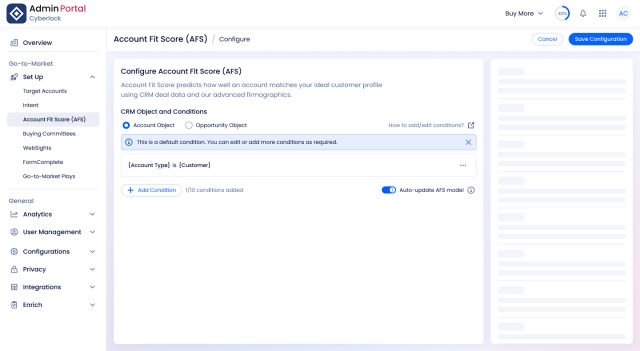 Admin Portal
Cyberlock
Buy More
83%
AC
Overview
Go-to-Market
Set Up
Target Accounts
Intent
Account Fit Score (AFS)
Buying Committees
WebSights
FormComplete
Go-to-Market Plays
General
Analytics
User Management
Configurations
Privacy
Integrations
Enrich
Account Fit Score (AFS) / Configure
Cancel
Save Configuration
Configure Account Fit Score (AFS)
Account Fit Score predicts how well an account matches your ideal customer profile
using CRM deal data and our advanced firmographics.
CRM Object and Conditions
Account Object
Opportunity Object
How to add/edit conditions?
This is a default condition. You can edit or add more conditions as required.
{Account Type} is {Customer}
Add Condition
1/10 conditions added
Auto-update AFS model